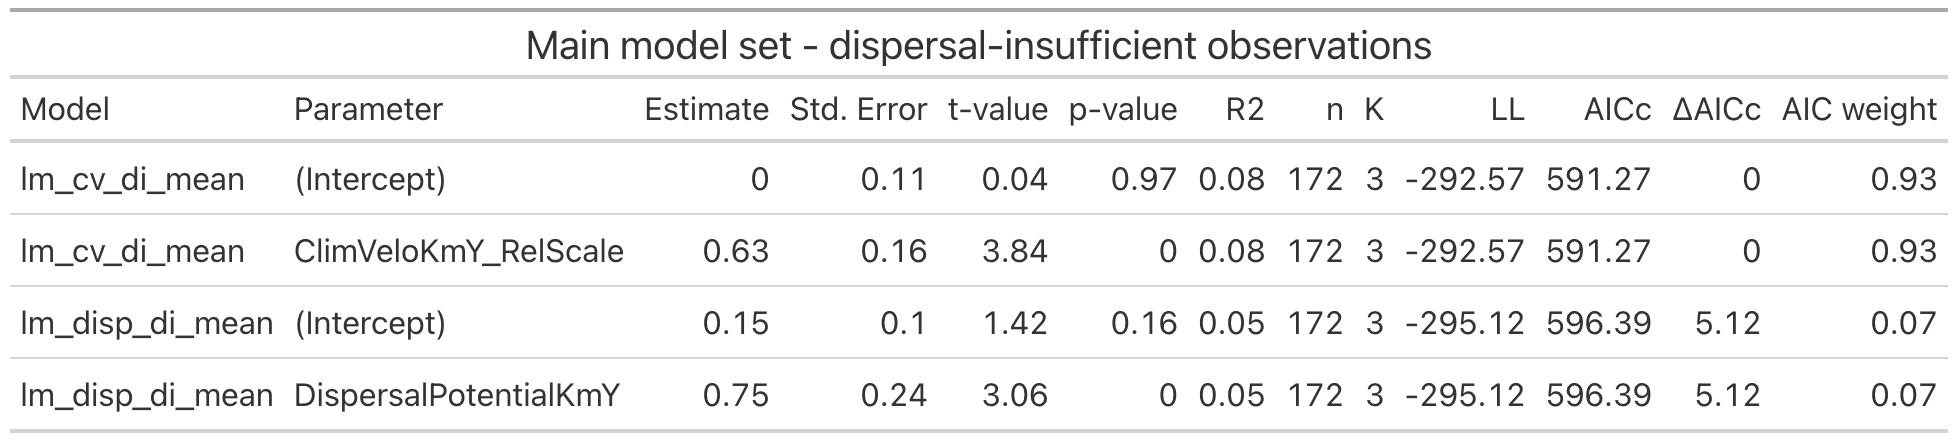 Main model set - dispersal-insufficient observations
Model Parameter Estimate Std. Error t-value p-value R2 n K LL AICc ΔAICc AIC weight
lm_cv_di_mean (Intercept) 0 0.11 0.04 0.97 0.08 172 3 -292.57 591.27 0 0.93
lm_cv_di_mean ClimVeloKmY_RelScale 0.63 0.16 3.84 0 0.08 172 3 -292.57 591.27 0 0.93
lm_disp_di_mean (Intercept) 0.15 0.1 1.42 0.16 0.05 172 3 -295.12 596.39 5.12 0.07
lm_disp_di_mean DispersalPotentialKmY 0.75 0.24 3.06 0 0.05 172 3 -295.12 596.39 5.12 0.07